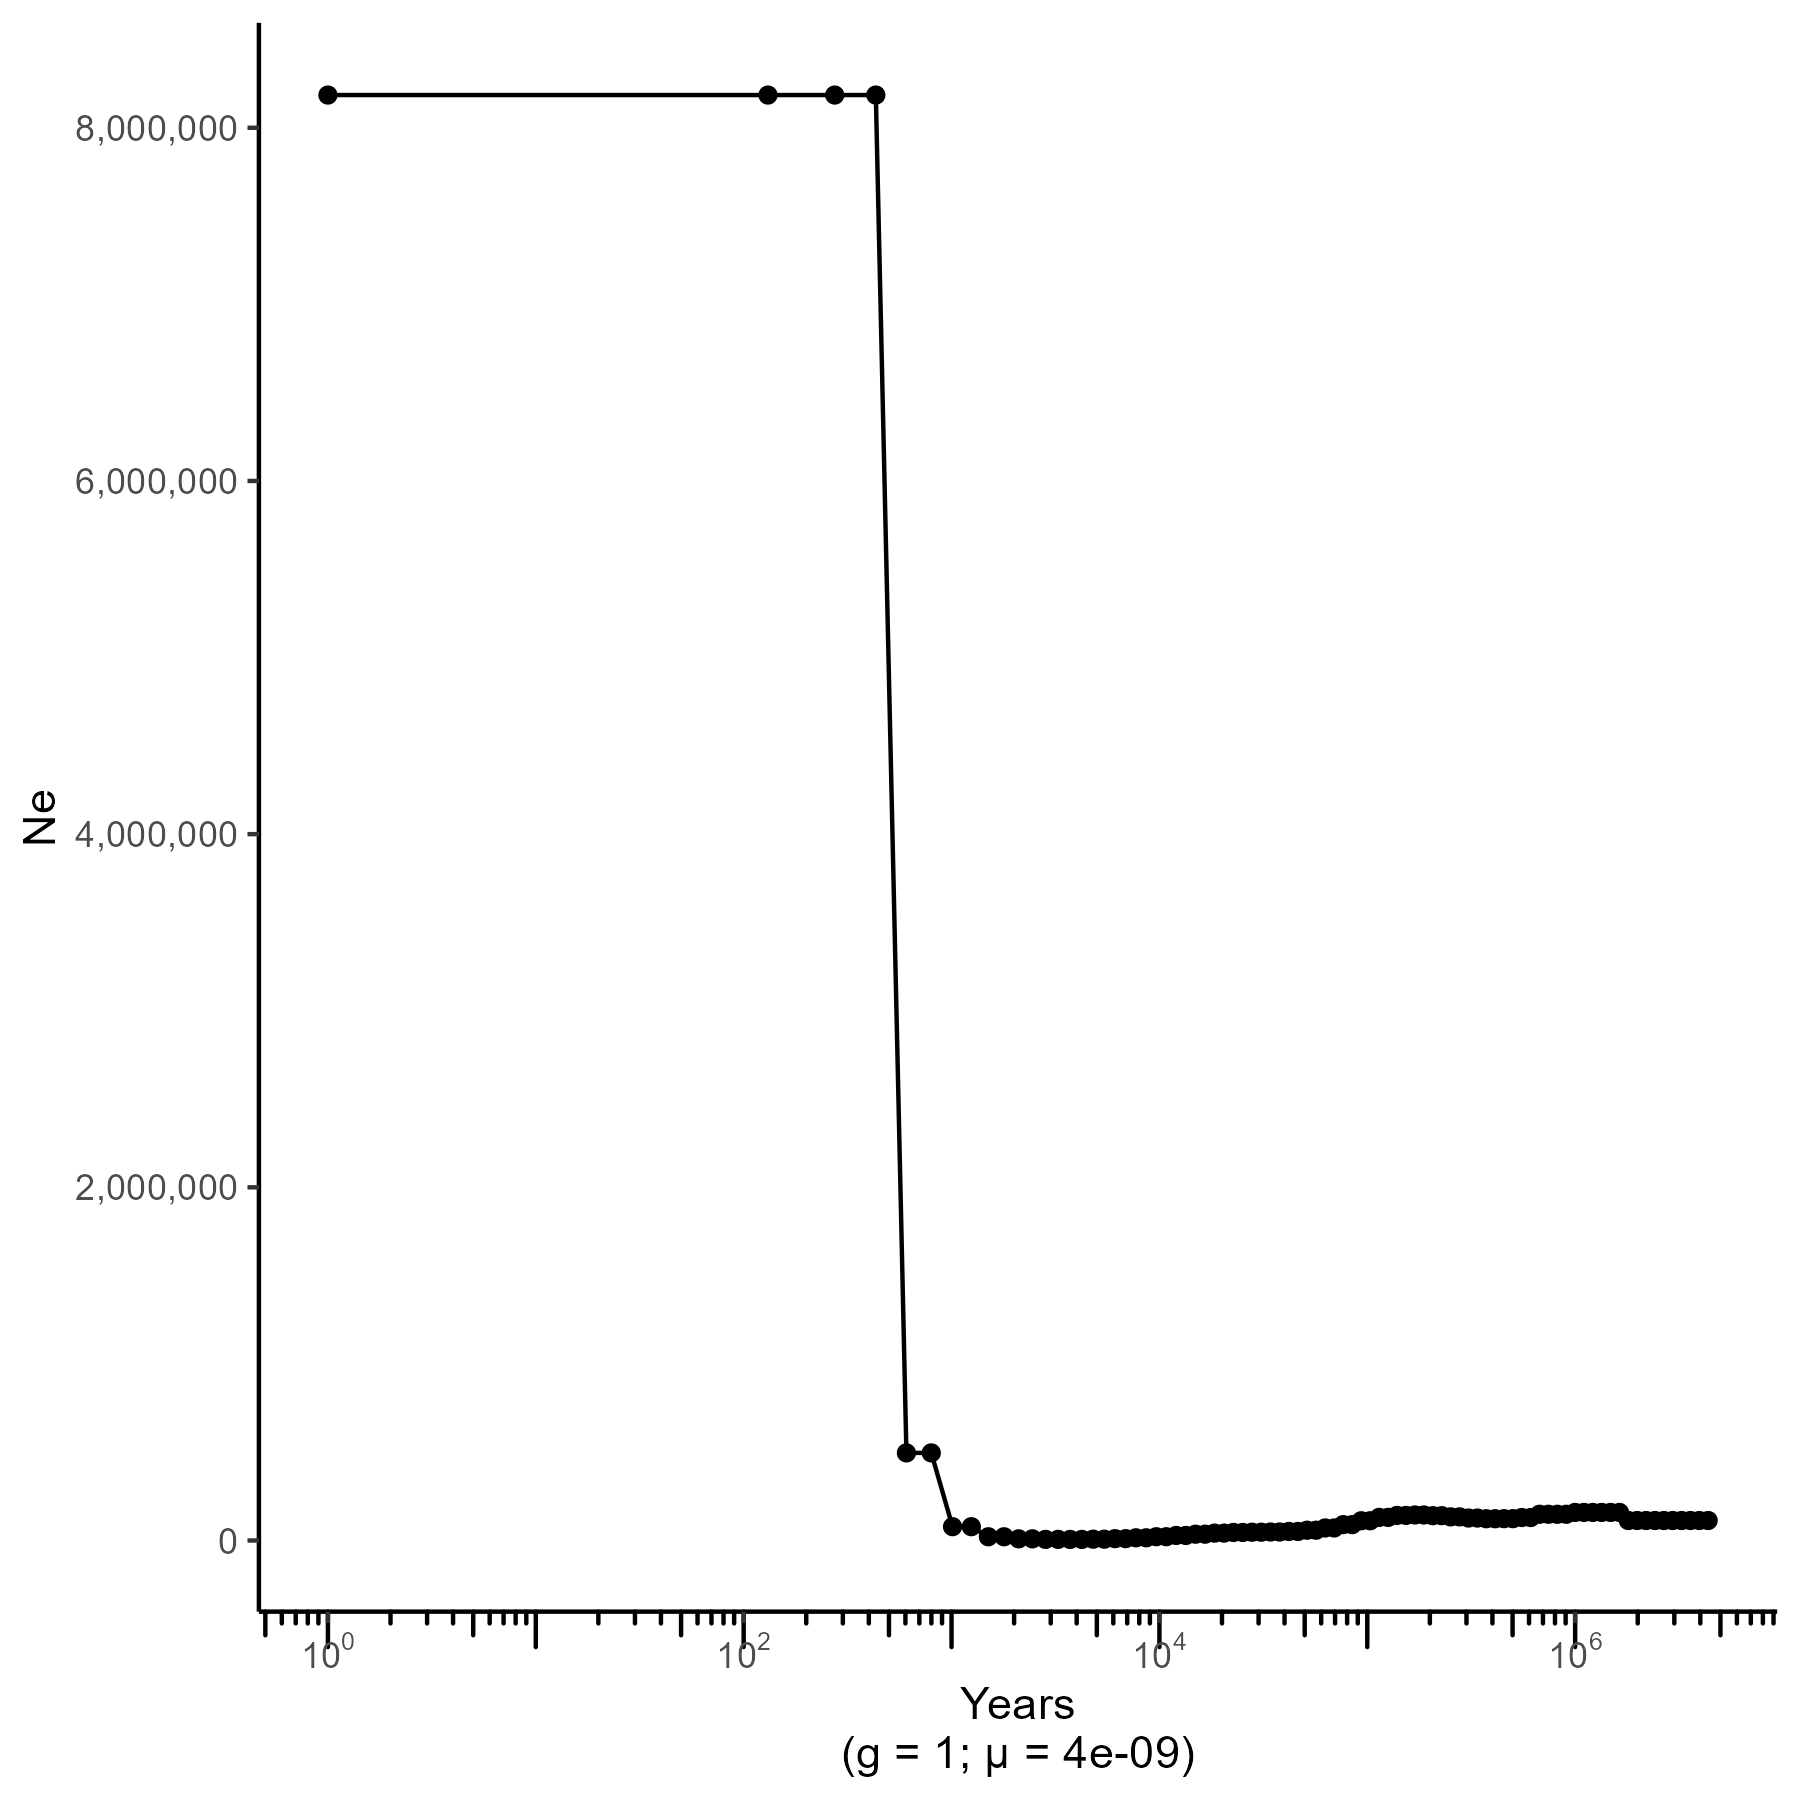 Ne
8,000,000
6,000,000
4,000,000
2,000,000
0
10⁰ 10² 10⁴ 10⁶
Years
(g = 1; μ = 4e-09)